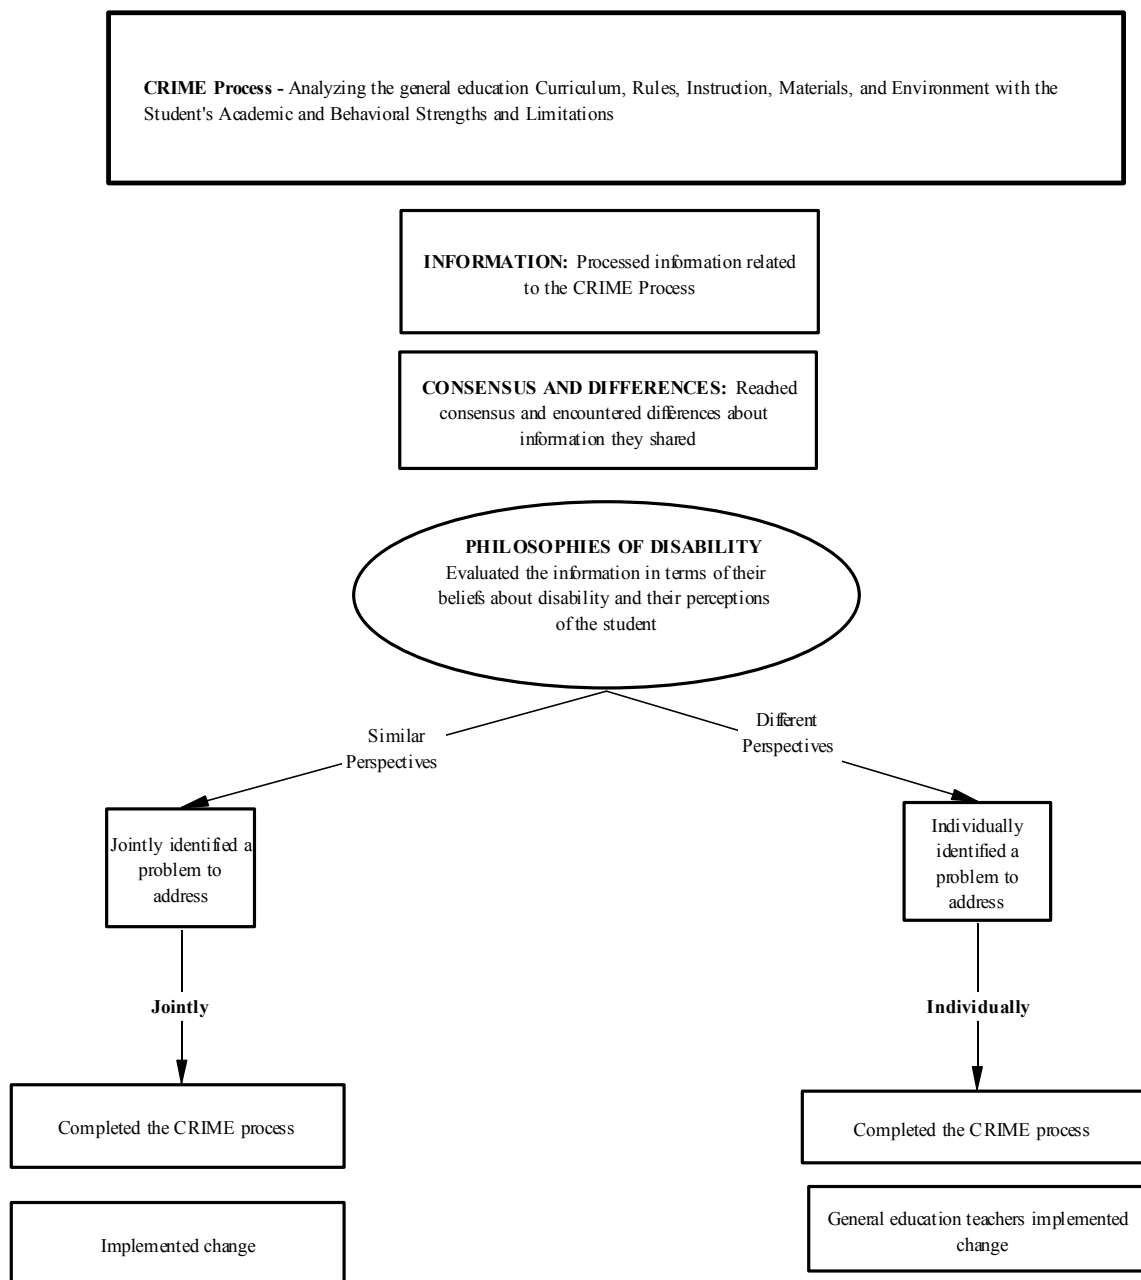 CRIME Process - Analyzing the general education Curriculum, Rules, Instruction, Materials, and Environment with the
Student's Academic and Behavioral Strengths and Limitations
INFORMATION: Processed information related
to the CRIME Process
CONSENSUS AND DIFFERENCES: Reached
consensus and encountered differences about
information they shared
PHILOSOPHIES OF DISABILITY
Evaluated the information in terms of their
beliefs about disability and their perceptions
of the student
Similar
Perspectives
Different
Perspectives
Jointly identified a
problem to
address
Individually
identified a
problem to
address
Jointly
Individually
Completed the CRIME process
Completed the CRIME process
Implemented change
General education teachers implemented
change